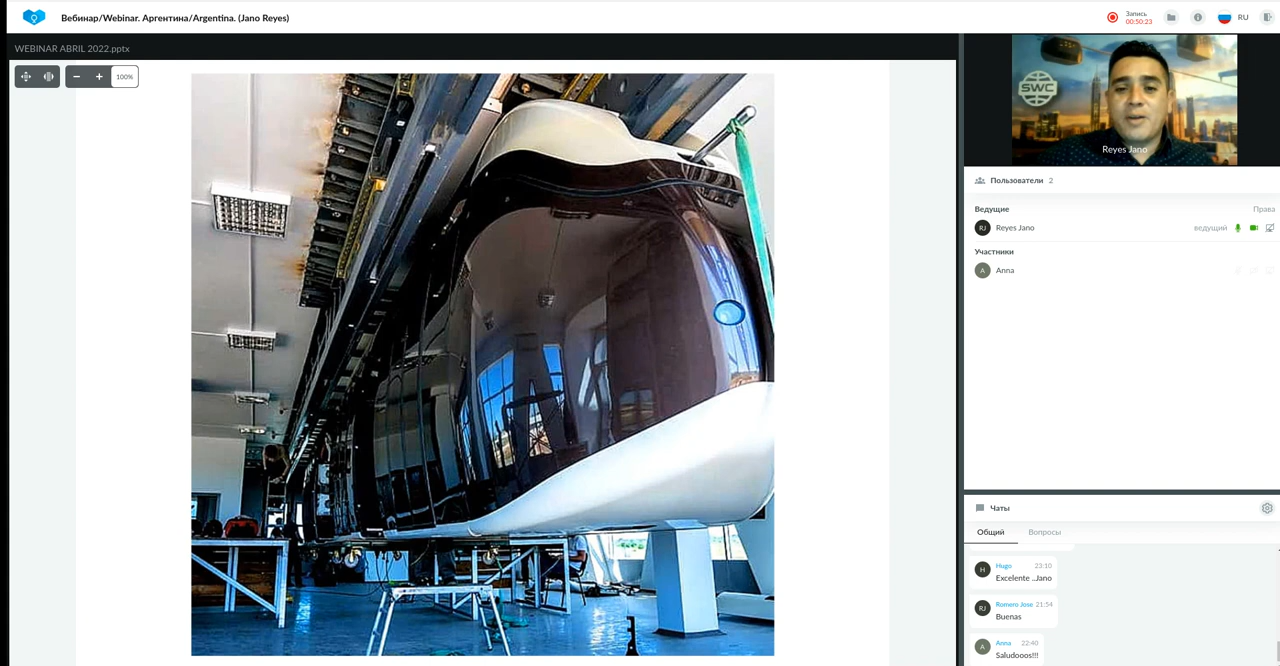 Вебинар/Webinar. Аргентина/Argentina. (Jano Reyes)
Запись
00:50:23
RU
WEBINAR ABRIL 2022.pptx
100%
SWC
Reyes Jano
Пользователи 2
Ведущие Права
RJ Reyes Jano ведущий
Участники
A Anna
Чаты
Общий Вопросы
H Hugo 23:10
Excelente ..Jano
RJ Romero Jose 21:54
Buenas
A Anna 22:40
Saludooos!!!